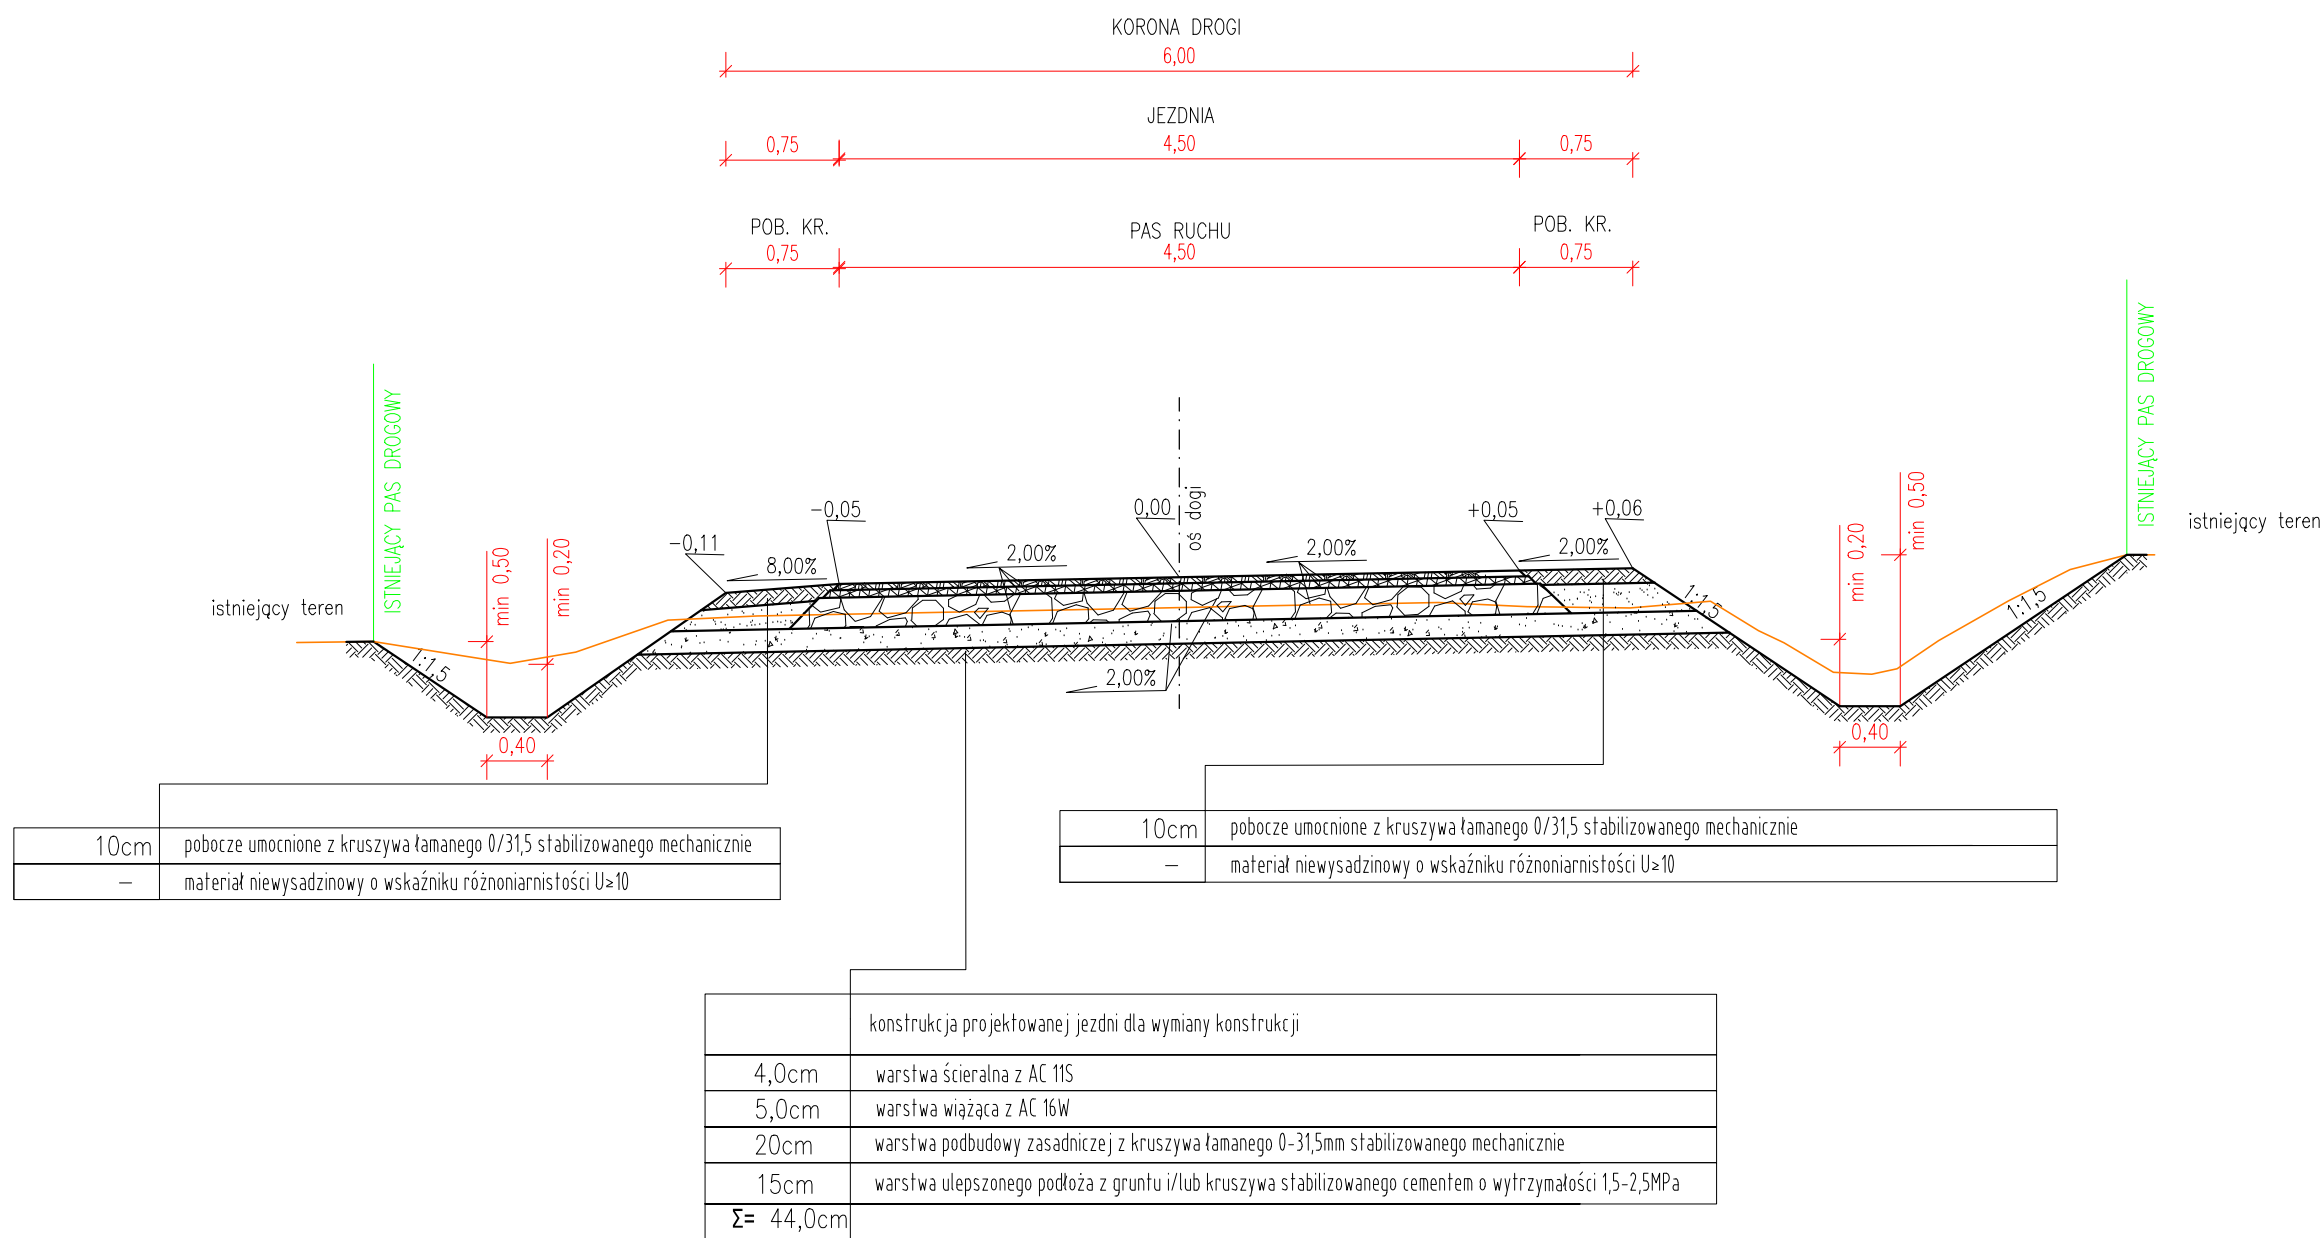 KORONA DROGI
6,00
JEZDNIA
0,75
4,50
0,75
POB. KR.
PAS RUCHU
POB. KR.
0,75
4,50
0,75
ISTNIEJĄCY PAS DROGOWY
ISTNIEJĄCY PAS DROGOWY
istniejący teren
istniejący teren
-0,11
-0,05
0,00
oś dogi
+0,05
+0,06
8,00%
2,00%
2,00%
2,00%
2,00%
min 0,50
min 0,20
min 0,20
min 0,50
1:1,5
1:1,5
1:1,5
0,40
0,40
10cm pobocze umocnione z kruszywa łamanego 0/31,5 stabilizowanego mechanicznie
– materiał niewysadzinowy o wskaźniku różnoniarnistości U≥10
10cm pobocze umocnione z kruszywa łamanego 0/31,5 stabilizowanego mechanicznie
– materiał niewysadzinowy o wskaźniku różnoniarnistości U≥10
konstrukcja projektowanej jezdni dla wymiany konstrukcji
4,0cm warstwa ścieralna z AC 11S
5,0cm warstwa wiążąca z AC 16W
20cm warstwa podbudowy zasadniczej z kruszywa łamanego 0-31,5mm stabilizowanego mechanicznie
15cm warstwa ulepszonego podłoża z gruntu i/lub kruszywa stabilizowanego cementem o wytrzymałości 1,5-2,5MPa
Σ= 44,0cm